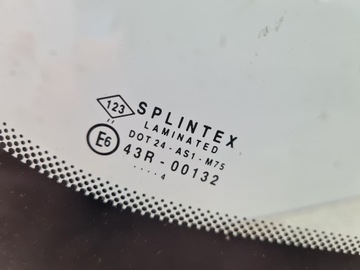 123
SPLINTEX
LAMINATED
DOT 24 - AS1 - M75
E6
43R - 00132
.... 4